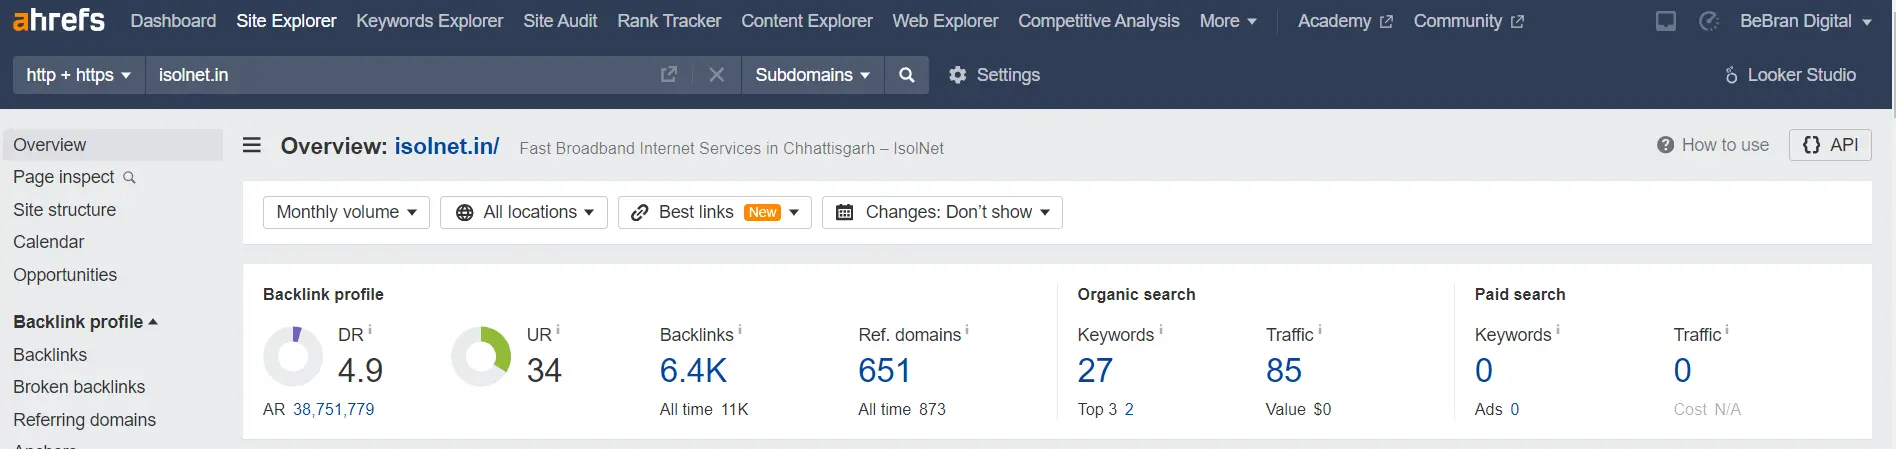 ahrefs Dashboard Site Explorer Keywords Explorer Site Audit Rank Tracker Content Explorer Web Explorer Competitive Analysis More Academy Community BeBran Digital
http + https isolnet.in Subdomains Settings Looker Studio
Overview
Page inspect
Site structure
Calendar
Opportunities
Backlink profile
Backlinks
Broken backlinks
Referring domains
Anchors
Overview: isolnet.in/ Fast Broadband Internet Services in Chhattisgarh – IsolNet How to use {} API
Monthly volume All locations Best links New Changes: Don't show
Backlink profile
DR i UR i Backlinks i Ref. domains i
4.9 34 6.4K 651
AR 38,751,779 All time 11K All time 873
Organic search
Keywords i Traffic i
27 85
Top 3 2 Value $0
Paid search
Keywords i Traffic i
0 0
Ads 0 Cost N/A